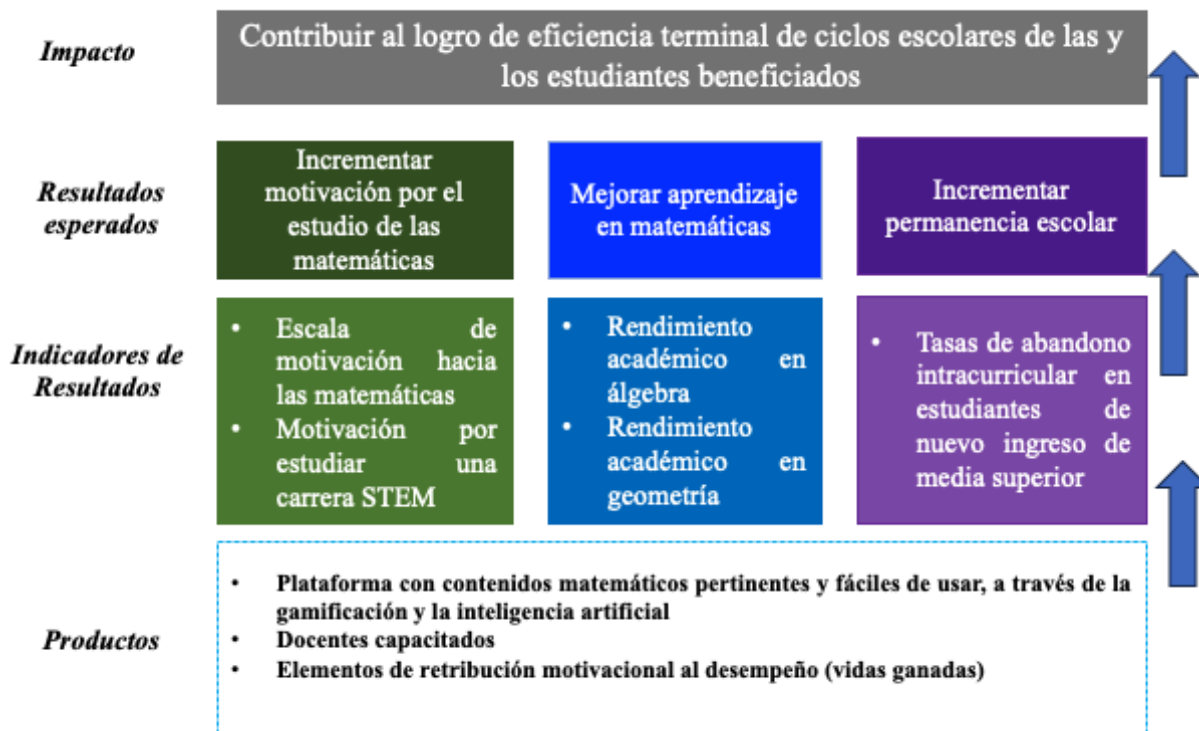 Impacto
Contribuir al logro de eficiencia terminal de ciclos escolares de las y
los estudiantes beneficiados
Resultados
esperados
Incrementar
motivación por el
estudio de las
matemáticas
Mejorar aprendizaje
en matemáticas
Incrementar
permanencia escolar
Indicadores de
Resultados
• Escala de
motivación hacia
las matemáticas
• Motivación por
estudiar una
carrera STEM
• Rendimiento
académico en
álgebra
• Rendimiento
académico en
geometría
• Tasas de abandono
intracurricular en
estudiantes de
nuevo ingreso de
media superior
Productos
• Plataforma con contenidos matemáticos pertinentes y fáciles de usar, a través de la
gamificación y la inteligencia artificial
• Docentes capacitados
• Elementos de retribución motivacional al desempeño (vidas ganadas)